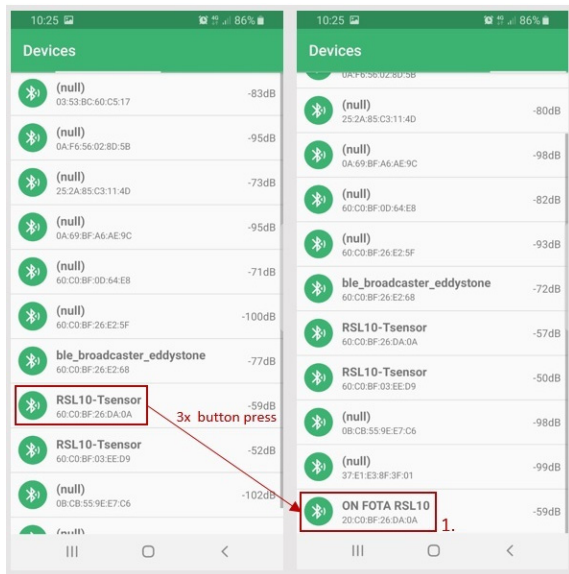 10:25 86%
Devices
(null)
03:53:BC:60:C5:17 -83dB
(null)
0A:F6:56:02:8D:5B -95dB
(null)
25:2A:85:C3:11:4D -73dB
(null)
0A:69:BF:A6:AE:9C -95dB
(null)
60:C0:BF:0D:64:E8 -71dB
(null)
60:C0:BF:26:E2:5F -100dB
ble_broadcaster_eddystone
60:C0:BF:26:E2:68 -77dB
RSL10-Tsensor
60:C0:BF:26:DA:0A -59dB
3x button press
RSL10-Tsensor
60:C0:BF:03:EE:D9 -52dB
(null)
0B:CB:55:9E:E7:C6 -102dB
(null)
10:25 86%
Devices
0A:F6:56:02:8D:5B
(null)
25:2A:85:C3:11:4D -80dB
(null)
0A:69:BF:A6:AE:9C -98dB
(null)
60:C0:BF:0D:64:E8 -82dB
(null)
60:C0:BF:26:E2:5F -93dB
ble_broadcaster_eddystone
60:C0:BF:26:E2:68 -72dB
RSL10-Tsensor
60:C0:BF:26:DA:0A -57dB
RSL10-Tsensor
60:C0:BF:03:EE:D9 -50dB
(null)
0B:CB:55:9E:E7:C6 -98dB
(null)
37:E1:E3:8F:3F:01 -99dB
ON FOTA RSL10
20:C0:BF:26:DA:0A -59dB
1.